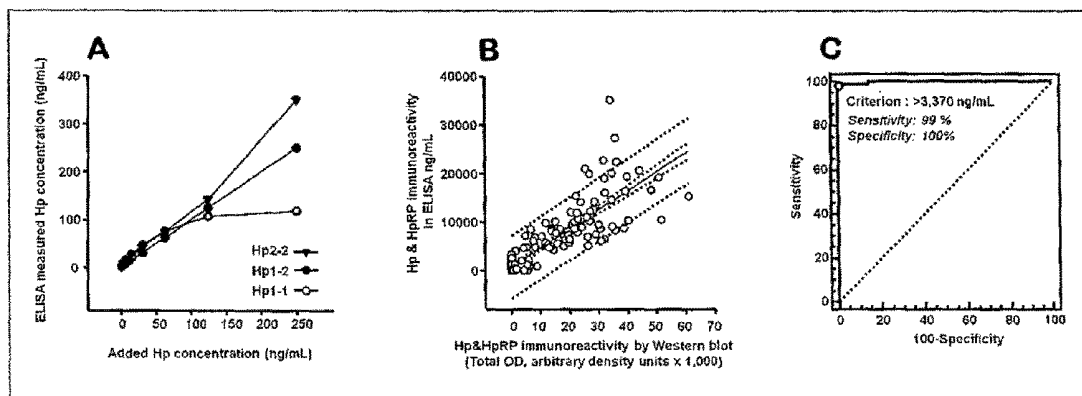 A
ELISA measured Hp concentration (ng/mL)
400
300
200
100
0
Hp2-2
Hp1-2
Hp1-1
0 50 100 150 200 250
Added Hp concentration (ng/mL)
B
Hp & HpRP immunoreactivity
in ELISA ng/mL
40000
30000
20000
10000
0
0 10 20 30 40 50 60 70
Hp&HpRP immunoreactivity by Western blot
(Total OD, arbitrary density units x 1,000)
C
Sensitivity
100
80
60
40
20
0
Criterion : >3,370 ng/mL
Sensitivity: 99 %
Specificity: 100%
0 20 40 60 80 100
100-Specificity